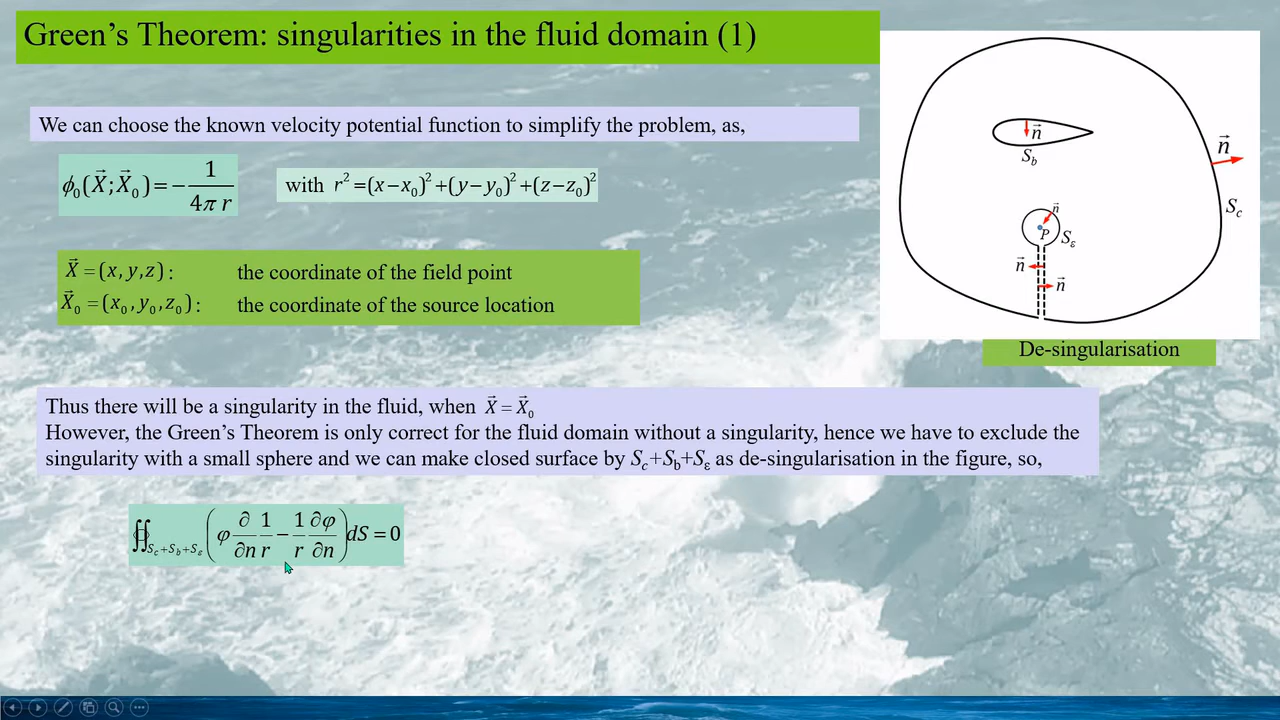 Green's Theorem: singularities in the fluid domain (1)
We can choose the known velocity potential function to simplify the problem, as,
ϕ₀(X⃗;X⃗₀) = −1/(4π r)
with r² =(x−x₀)² +(y−y₀)² +(z−z₀)²
X⃗ =(x,y,z): the coordinate of the field point
X⃗₀ =(x₀,y₀,z₀): the coordinate of the source location
n⃗
S_b
n⃗
S_c
n⃗
P
S_ε
n⃗
n⃗
De-singularisation
Thus there will be a singularity in the fluid, when X⃗ = X⃗₀
However, the Green's Theorem is only correct for the fluid domain without a singularity, hence we have to exclude the
singularity with a small sphere and we can make closed surface by S_c+S_b+S_ε as de-singularisation in the figure, so,
∯_{S_c+S_b+S_ε} (φ ∂/∂n 1/r − 1/r ∂φ/∂n) dS = 0